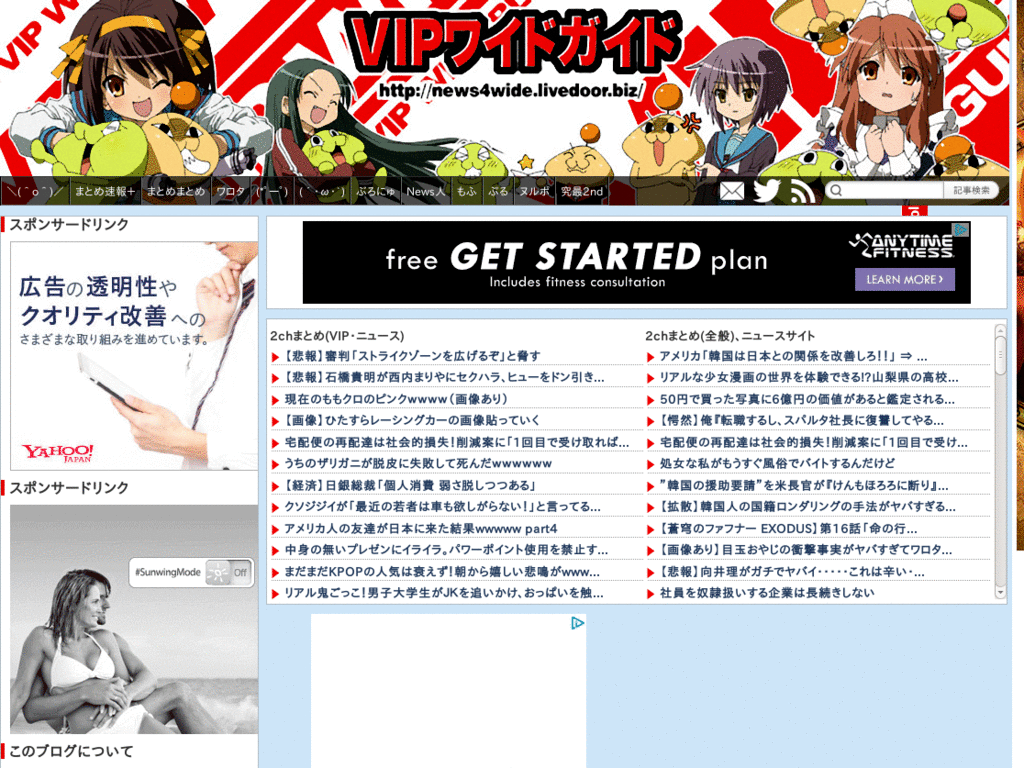 VIPワイドガイド
http://news4wide.livedoor.biz/
VIP
＼(＾o＾)／ まとめ速報+ まとめまとめ ワロタ (*ﾟーﾟ) (´･ω･`) ぶろにゅ News人 もふ ぶる ヌルポ 究最2nd
記事検索
スポンサードリンク
広告の透明性や
クオリティ改善への
さまざまな取り組みを進めています。
YAHOO!
JAPAN
スポンサードリンク
#SunwingMode Off
このブログについて
free GET STARTED plan
Includes fitness consultation
ANYTIME
FITNESS
LEARN MORE
2chまとめ(VIP・ニュース)
【悲報】審判「ストライクゾーンを広げるぞ」と脅す
【悲報】石橋貴明が西内まりやにセクハラ、ヒューをドン引き...
現在のももクロのピンクwwww（画像あり）
【画像】ひたすらレーシングカーの画像貼っていく
宅配便の再配達は社会的損失！削減案に「1回目で受け取れば...
うちのザリガニが脱皮に失敗して死んだwwwwww
【経済】日銀総裁「個人消費 弱さ脱しつつある」
クソジジイが「最近の若者は車も欲しがらない！」と言ってる...
アメリカ人の友達が日本に来た結果wwwww part4
中身の無いプレゼンにイライラ。パワーポイント使用を禁止す...
まだまだKPOPの人気は衰えず！朝から嬉しい悲鳴がwww...
リアル鬼ごっこ！男子大学生がJKを追いかけ、おっぱいを触...
2chまとめ(全般)、ニュースサイト
アメリカ「韓国は日本との関係を改善しろ！！」 ⇒ ...
リアルな少女漫画の世界を体験できる!?山梨県の高校...
50円で買った写真に6億円の価値があると鑑定される...
【愕然】俺『転職するし、スパルタ社長に復讐してやる...
宅配便の再配達は社会的損失！削減案に「1回目で受け...
処女な私がもうすぐ風俗でバイトするんだけど
”韓国の援助要請”を米長官が『けんもほろろに断り』...
【拡散】韓国人の国籍ロンダリングの手法がヤバすぎる...
【蒼穹のファフナー EXODUS】第16話「命の行...
【画像あり】目玉おやじの衝撃事実がヤバすぎてワロタ...
【悲報】向井理がガチでヤバイ・・・・・これは辛い・...
社員を奴隷扱いする企業は長続きしない